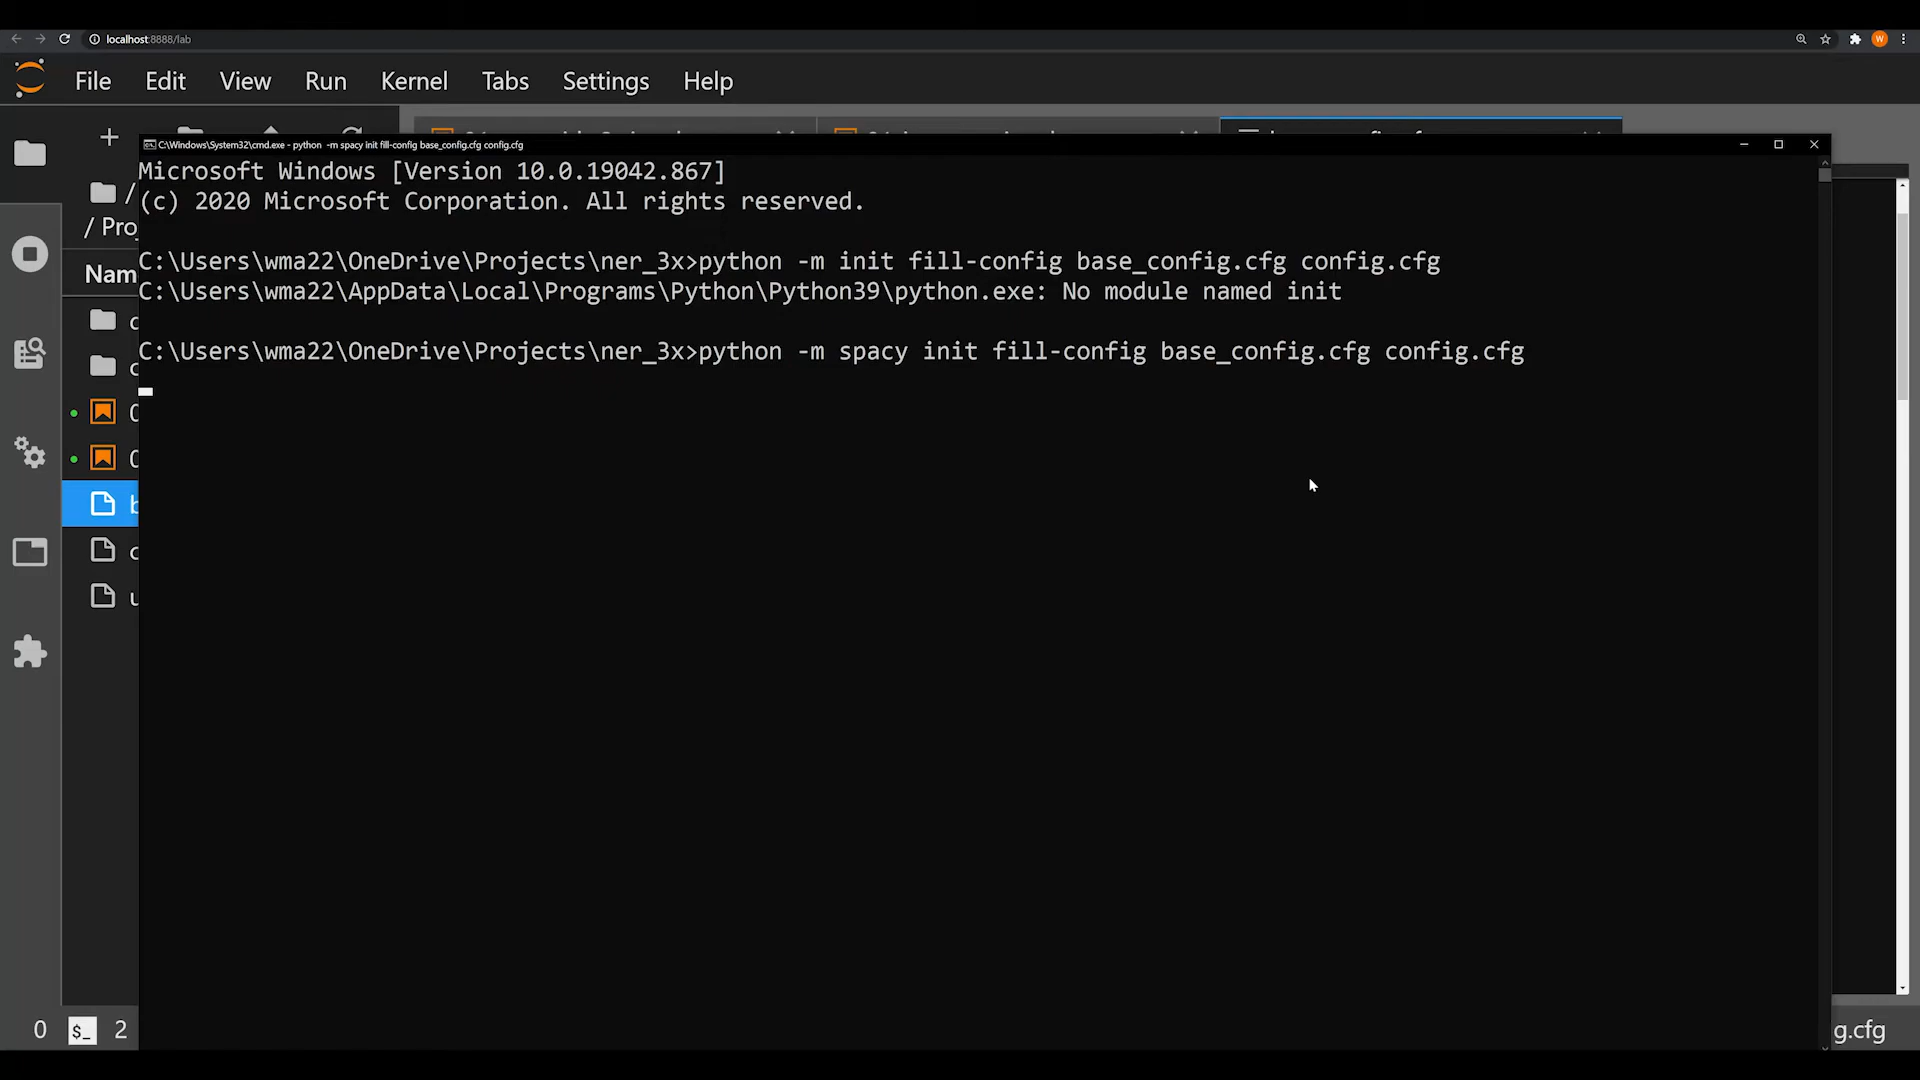 localhost:8888/lab
W
File Edit View Run Kernel Tabs Settings Help
C:\Windows\System32\cmd.exe - python -m spacy init fill-config base_config.cfg config.cfg
Microsoft Windows [Version 10.0.19042.867]
(c) 2020 Microsoft Corporation. All rights reserved.
/
/ Pro
C:\Users\wma22\OneDrive\Projects\ner_3x>python -m init fill-config base_config.cfg config.cfg
Nam
C:\Users\wma22\AppData\Local\Programs\Python\Python39\python.exe: No module named init
C:\Users\wma22\OneDrive\Projects\ner_3x>python -m spacy init fill-config base_config.cfg config.cfg
0 $_ 2
g.cfg